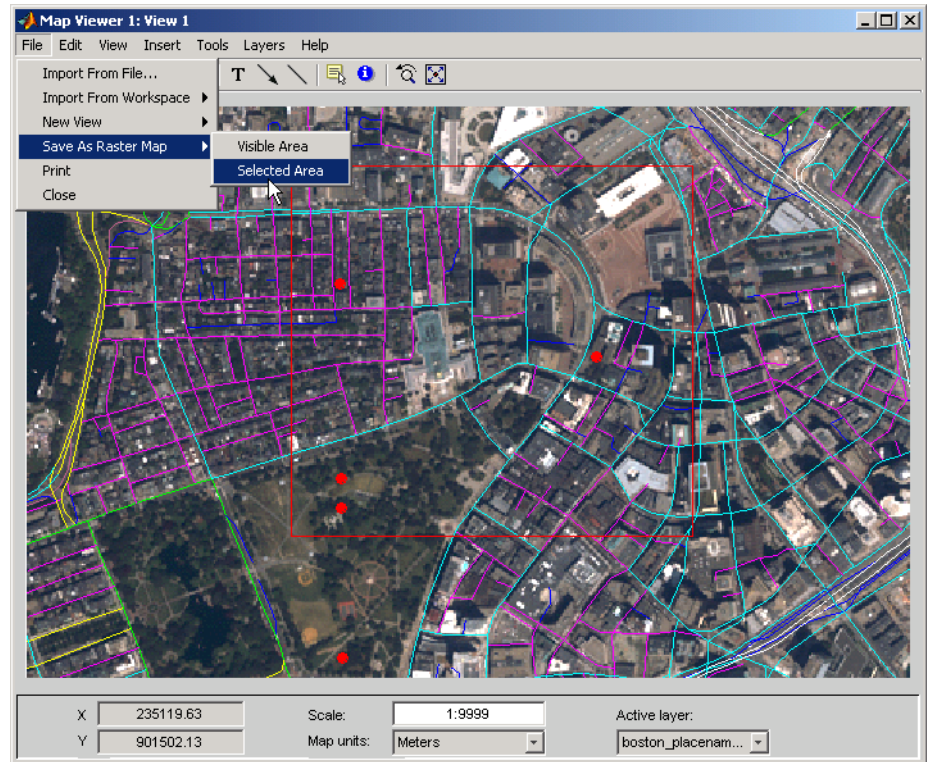 Map Viewer 1: View 1
File Edit View Insert Tools Layers Help
Import From File...
T
Import From Workspace
New View
Save As Raster Map
Visible Area
Print
Selected Area
Close
X 235119.63 Scale: 1:9999 Active layer:
Y 901502.13 Map units: Meters boston_placenam...